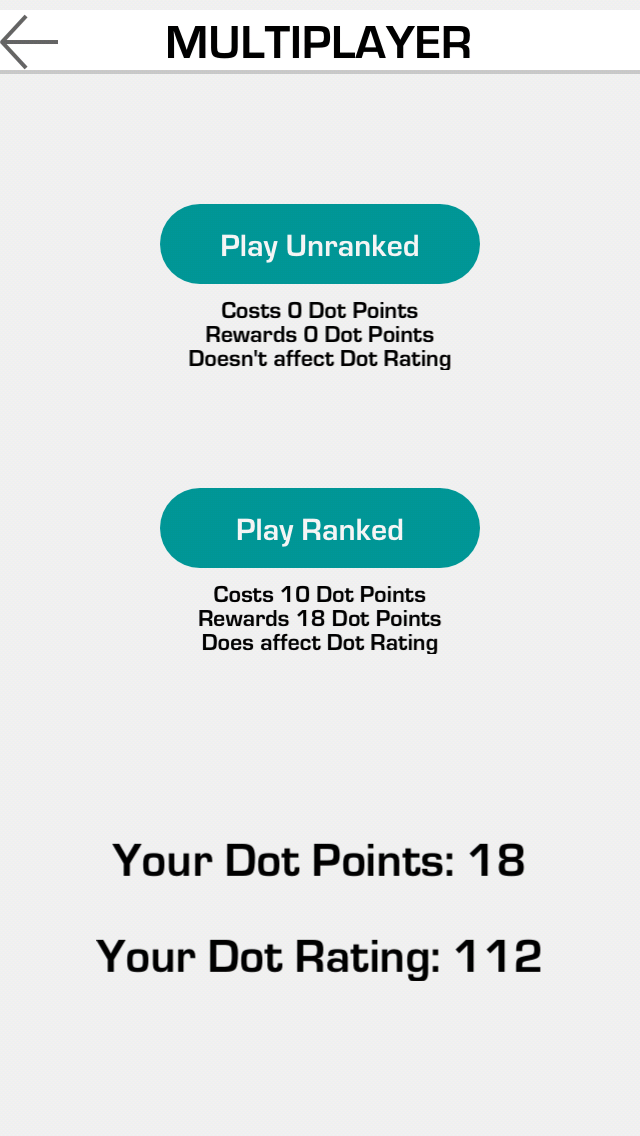 MULTIPLAYER
Play Unranked
Costs 0 Dot Points
Rewards 0 Dot Points
Doesn't affect Dot Rating
Play Ranked
Costs 10 Dot Points
Rewards 18 Dot Points
Does affect Dot Rating
Your Dot Points: 18
Your Dot Rating: 112